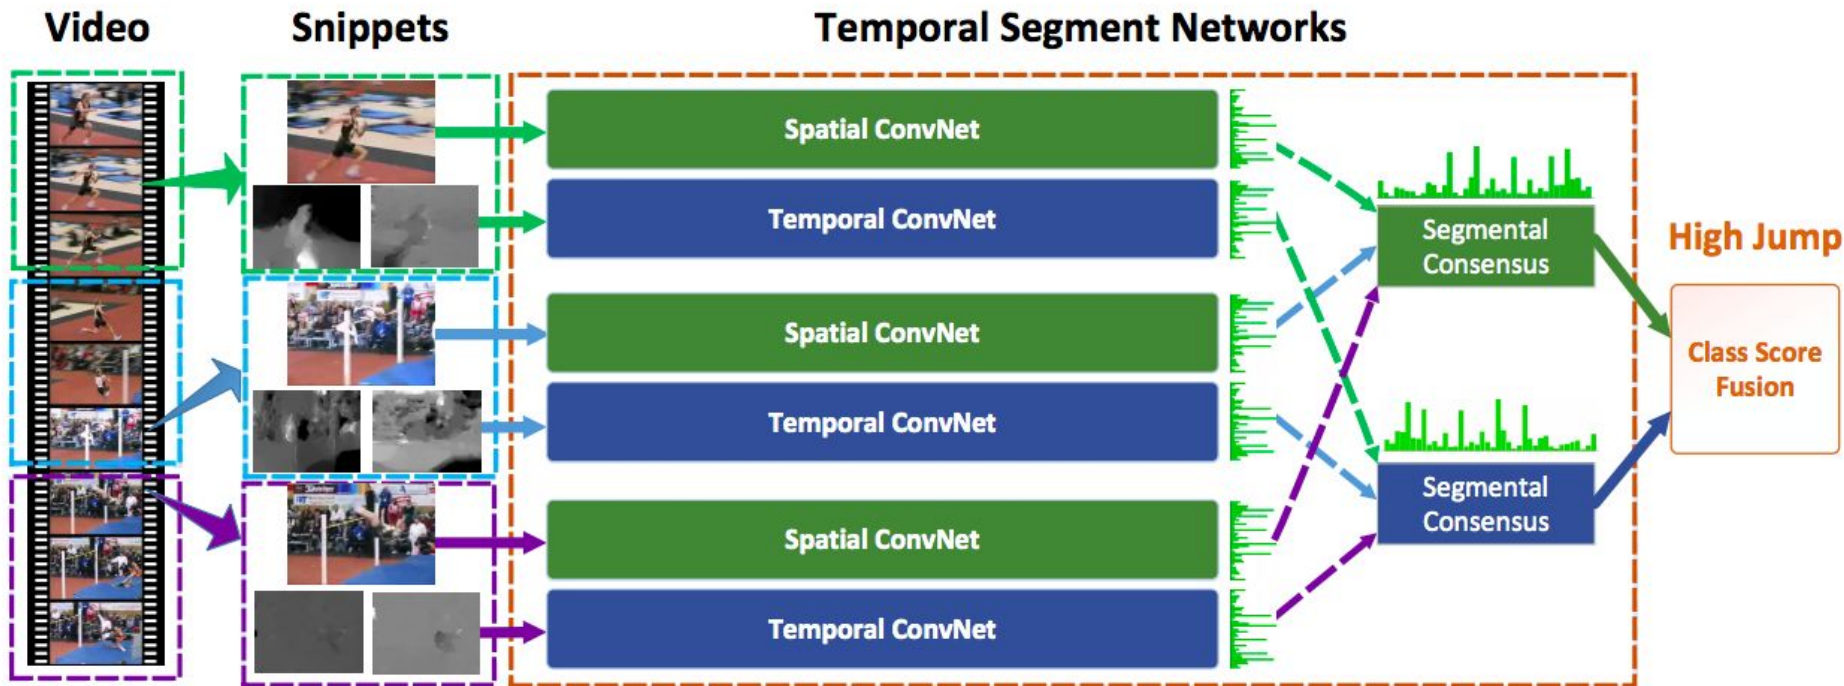 Video
Snippets
Temporal Segment Networks
Spatial ConvNet
Temporal ConvNet
Spatial ConvNet
Temporal ConvNet
Spatial ConvNet
Temporal ConvNet
Segmental
Consensus
Segmental
Consensus
High Jump
Class Score
Fusion